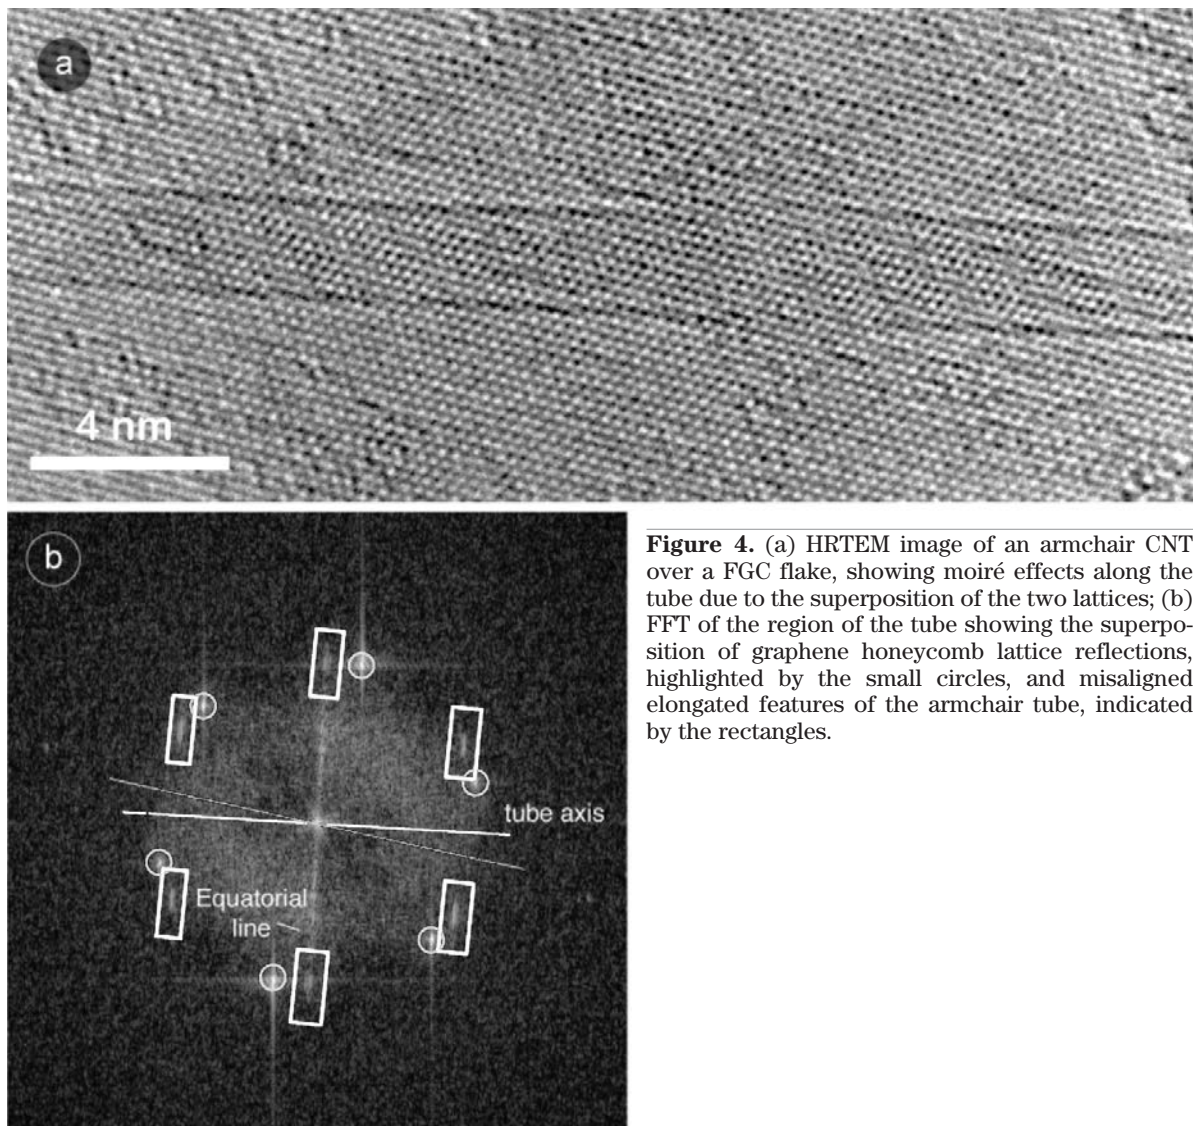 a
4 nm
b
tube axis
Equatorial
line
Figure 4. (a) HRTEM image of an armchair CNT
over a FGC flake, showing moiré effects along the
tube due to the superposition of the two lattices; (b)
FFT of the region of the tube showing the superpo-
sition of graphene honeycomb lattice reflections,
highlighted by the small circles, and misaligned
elongated features of the armchair tube, indicated
by the rectangles.